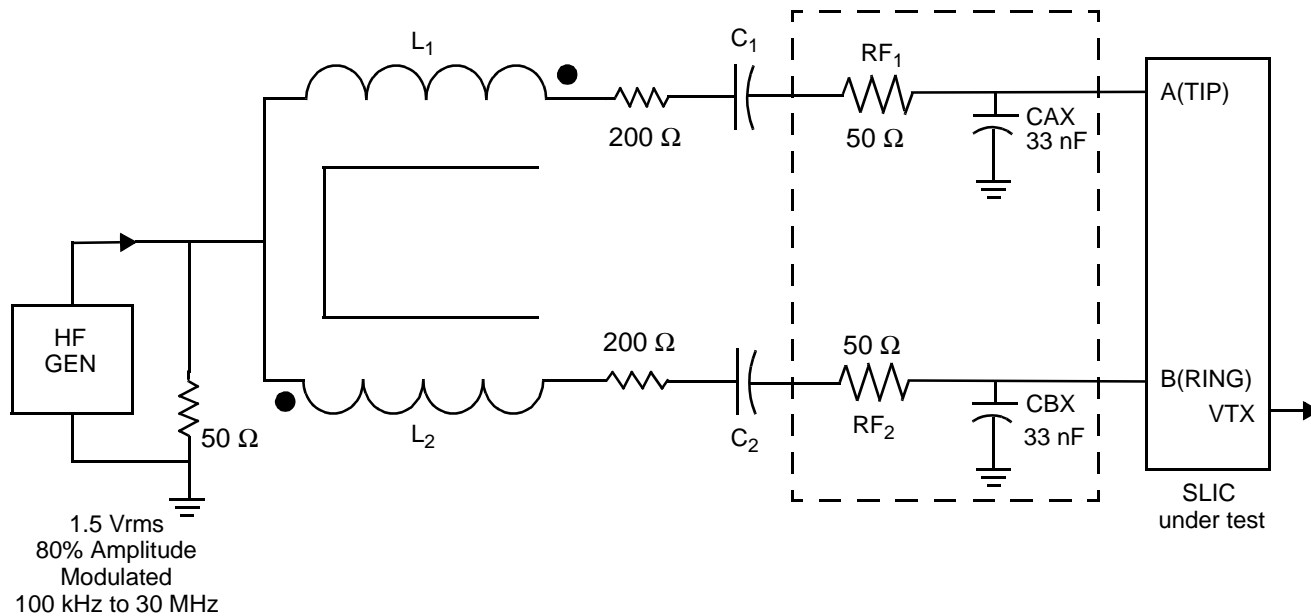 L1
C1
RF1
200 Ω
50 Ω
CAX
33 nF
A(TIP)
HF
GEN
50 Ω
200 Ω
50 Ω
B(RING)
VTX
L2
C2
RF2
CBX
33 nF
SLIC
under test
1.5 Vrms
80% Amplitude
Modulated
100 kHz to 30 MHz